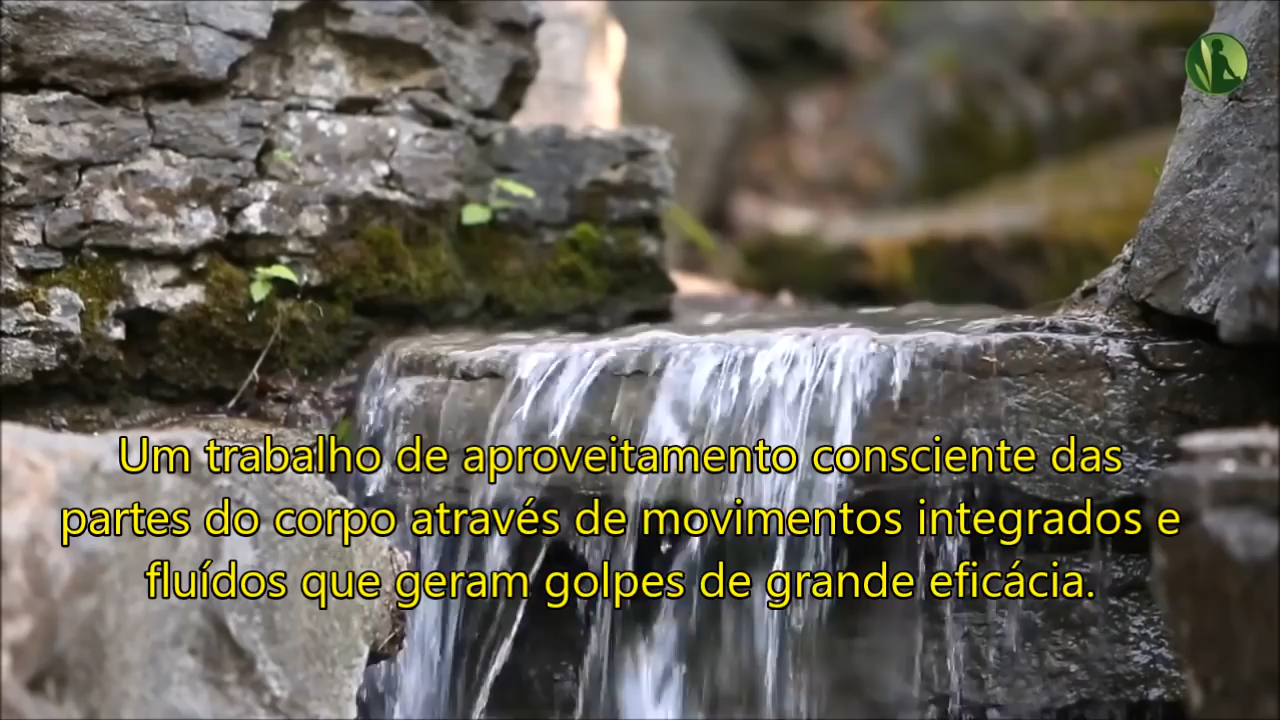 Um trabalho de aproveitamento consciente das
partes do corpo através de movimentos integrados e
fluídos que geram golpes de grande eficácia.